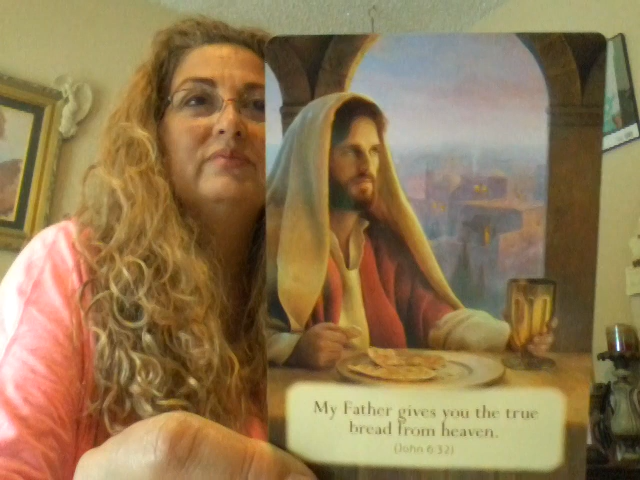 My Father gives you the true
bread from heaven.
(John 6:32)